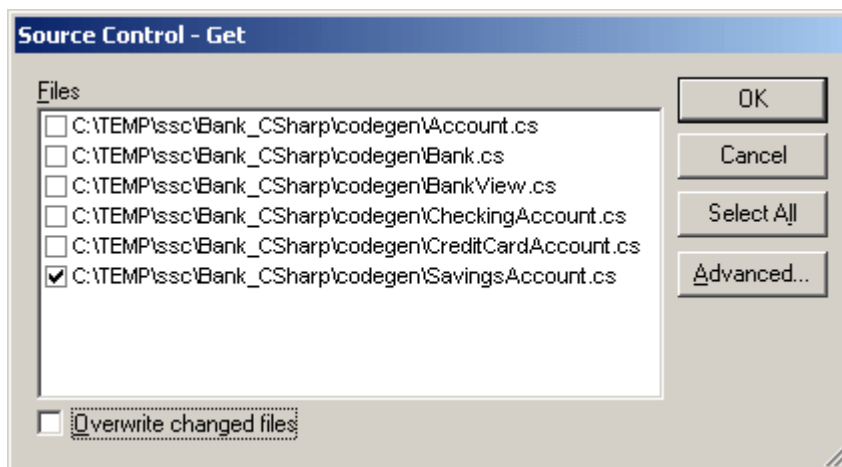 Source Control - Get
Files
C:\TEMP\ssc\Bank_CSharp\codegen\Account.cs
C:\TEMP\ssc\Bank_CSharp\codegen\Bank.cs
C:\TEMP\ssc\Bank_CSharp\codegen\BankView.cs
C:\TEMP\ssc\Bank_CSharp\codegen\CheckingAccount.cs
C:\TEMP\ssc\Bank_CSharp\codegen\CreditCardAccount.cs
C:\TEMP\ssc\Bank_CSharp\codegen\SavingsAccount.cs
Overwrite changed files
OK
Cancel
Select All
Advanced...